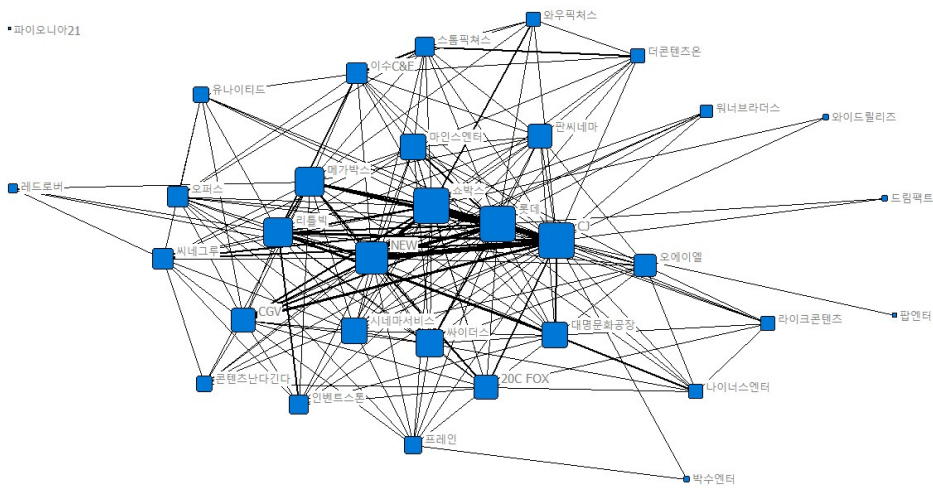 와우픽처스
파이오니아21
스톰픽쳐스
더콘텐츠온
이수C&E
유나이티드
워너브라더스
와이드릴리즈
마인스엔터
판씨네마
메가박스
레드로버
오퍼스
쇼박스
드림팩트
리틀빅
롯데
CJ
NEW
씨네그루
오에이엘
CGV
팝엔터
시네마서비스
싸이더스
대명문화공장
라이크콘텐츠
콘텐츠난다긴다
20C FOX
나이너스엔터
인벤트스톤
프레인
박수엔터